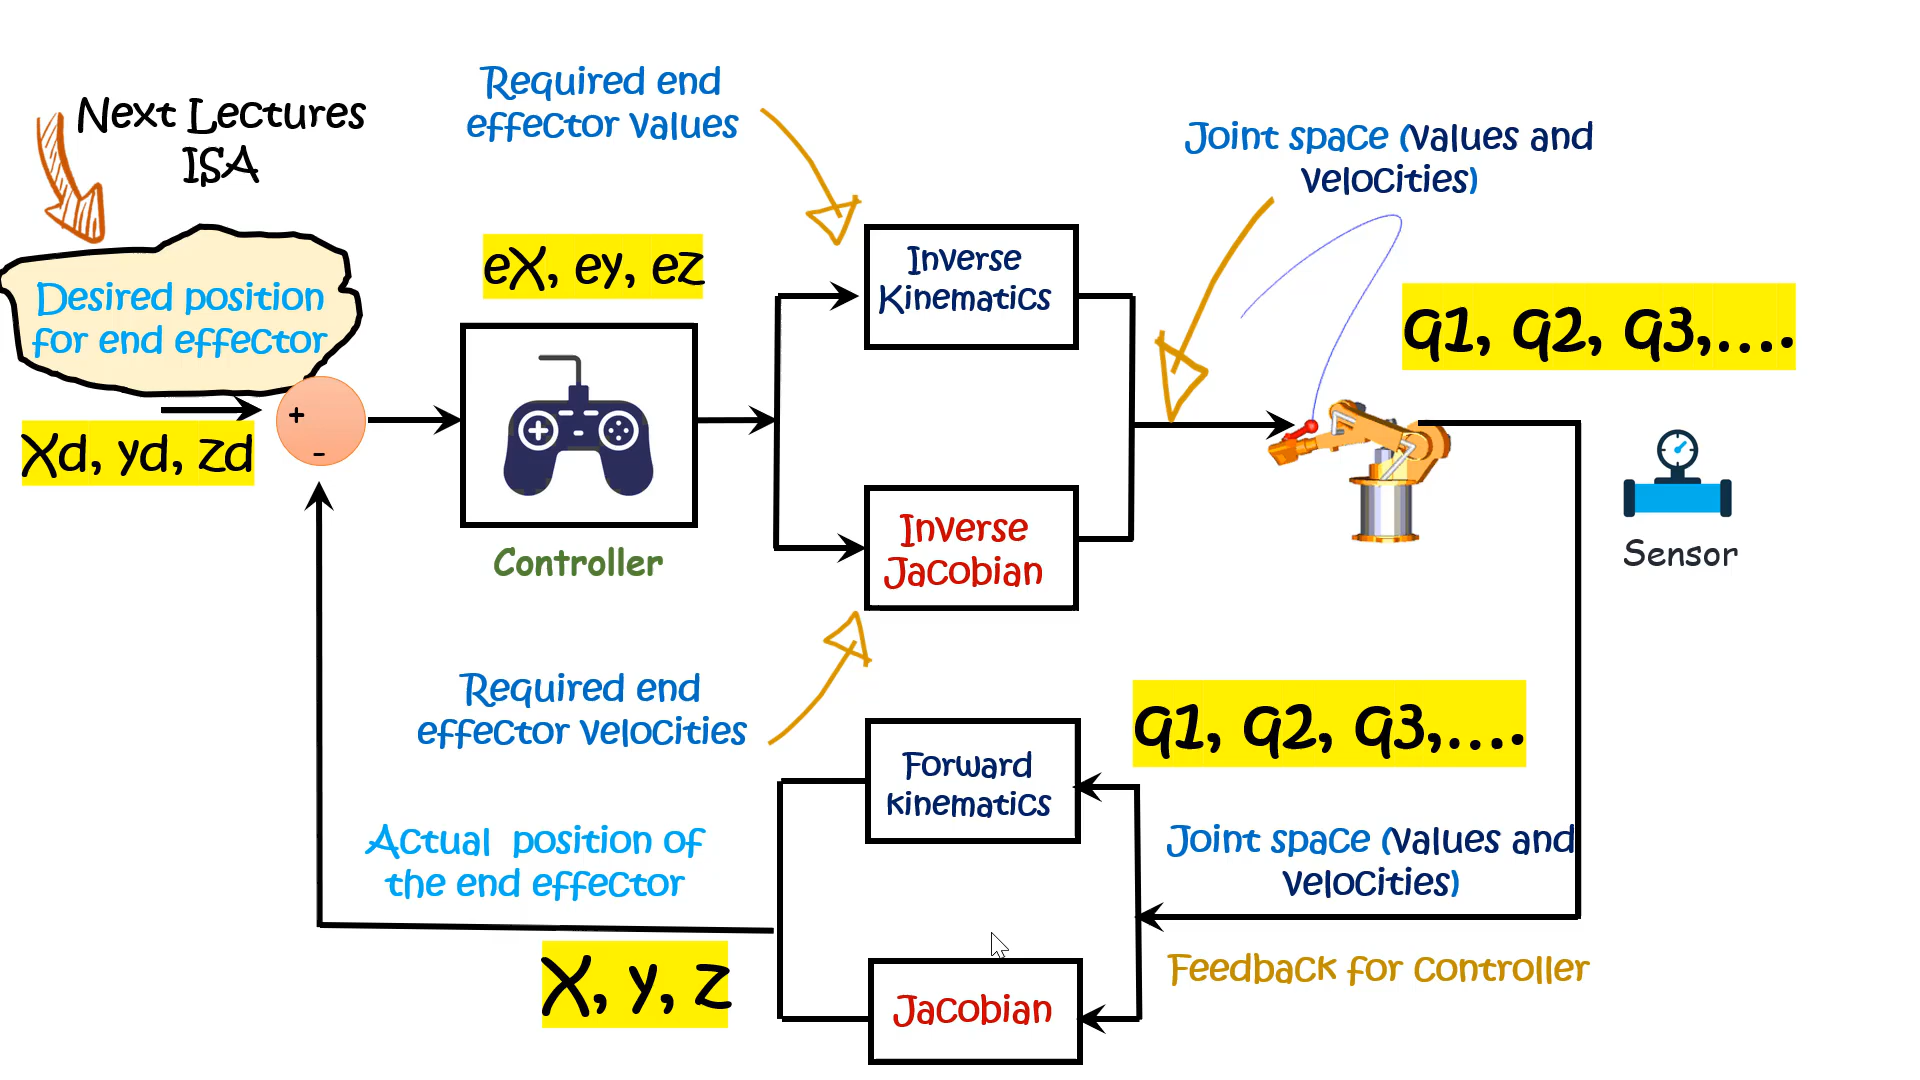 Next Lectures
ISA
Required end
effector values
Joint space (values and
velocities)
Desired position
for end effector
eX, ey, ez
Inverse
Kinematics
q1, q2, q3,....
+
-
Xd, yd, zd
Controller
Inverse
Jacobian
Sensor
Required end
effector velocities
q1, q2, q3,....
Forward
kinematics
Actual position of
the end effector
Joint space (values and
velocities)
X, y, z
Feedback for controller
Jacobian